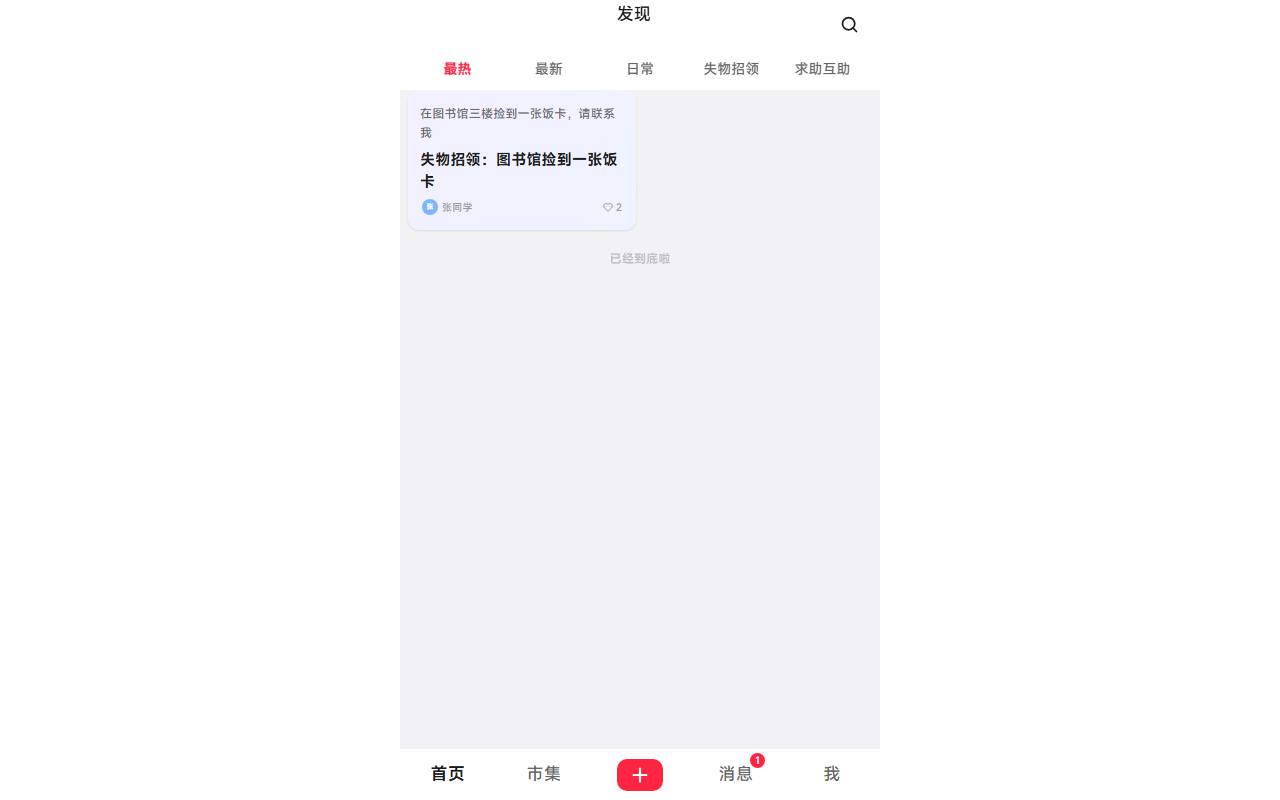 发现
最热
最新
日常
失物招领
求助互助
在图书馆三楼捡到一张饭卡，请联系
我
失物招领：图书馆捡到一张饭
卡
张 张同学
2
已经到底啦
首页
市集
消息
1
我